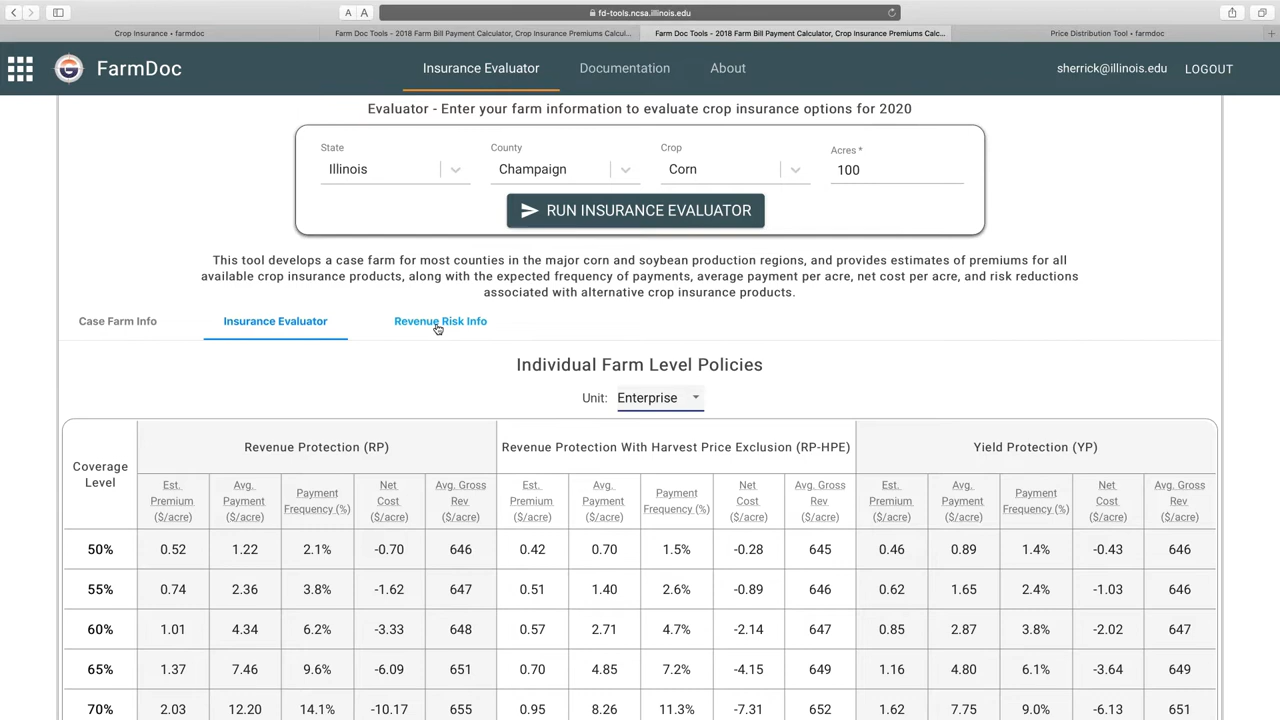 A A fd-tools.ncsa.illinois.edu
Crop Insurance • farmdoc Farm Doc Tools - 2018 Farm Bill Payment Calculator, Crop Insurance Premiums Calcul... Farm Doc Tools - 2018 Farm Bill Payment Calculator, Crop Insurance Premiums Calc... Price Distribution Tool • farmdoc
FarmDoc Insurance Evaluator Documentation About sherrick@illinois.edu LOGOUT
Evaluator - Enter your farm information to evaluate crop insurance options for 2020
State County Crop Acres *
Illinois Champaign Corn 100
RUN INSURANCE EVALUATOR
This tool develops a case farm for most counties in the major corn and soybean production regions, and provides estimates of premiums for all
available crop insurance products, along with the expected frequency of payments, average payment per acre, net cost per acre, and risk reductions
associated with alternative crop insurance products.
Case Farm Info Insurance Evaluator Revenue Risk Info
Individual Farm Level Policies
Unit: Enterprise
Coverage Level Revenue Protection (RP) Revenue Protection With Harvest Price Exclusion (RP-HPE) Yield Protection (YP)
Est. Premium ($/acre) Avg. Payment ($/acre) Payment Frequency (%) Net Cost ($/acre) Avg. Gross Rev ($/acre) Est. Premium ($/acre) Avg. Payment ($/acre) Payment Frequency (%) Net Cost ($/acre) Avg. Gross Rev ($/acre) Est. Premium ($/acre) Avg. Payment ($/acre) Payment Frequency (%) Net Cost ($/acre) Avg. Gross Rev ($/acre)
50% 0.52 1.22 2.1% -0.70 646 0.42 0.70 1.5% -0.28 645 0.46 0.89 1.4% -0.43 646
55% 0.74 2.36 3.8% -1.62 647 0.51 1.40 2.6% -0.89 646 0.62 1.65 2.4% -1.03 647
60% 1.01 4.34 6.2% -3.33 648 0.57 2.71 4.7% -2.14 647 0.85 2.87 3.8% -2.02 647
65% 1.37 7.46 9.6% -6.09 651 0.70 4.85 7.2% -4.15 649 1.16 4.80 6.1% -3.64 649
70% 2.03 12.20 14.1% -10.17 655 0.95 8.26 11.3% -7.31 652 1.62 7.75 9.0% -6.13 651